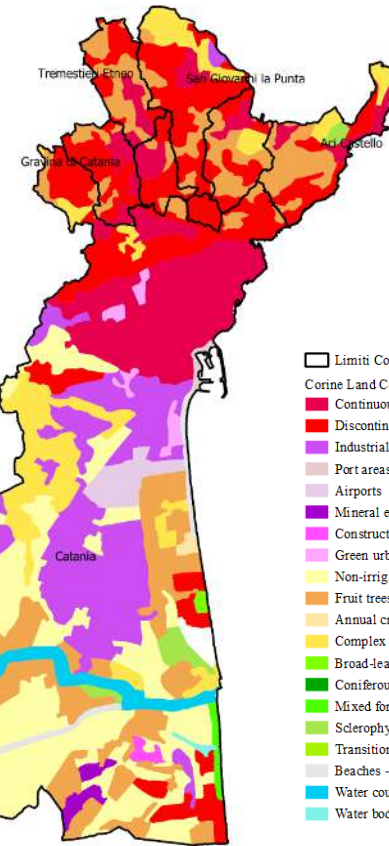 Tremestieri Etneo
San Giovanni la Punta
Aci Castello
Gravina di Catania
Catania
Limiti Co
Corine Land C
Continuou
Discontin
Industrial
Port areas
Airports
Mineral e
Construct
Green urb
Non-irrig
Fruit trees
Annual cr
Complex
Broad-lea
Coniferou
Mixed for
Sclerophy
Transition
Beaches -
Water cou
Water bod